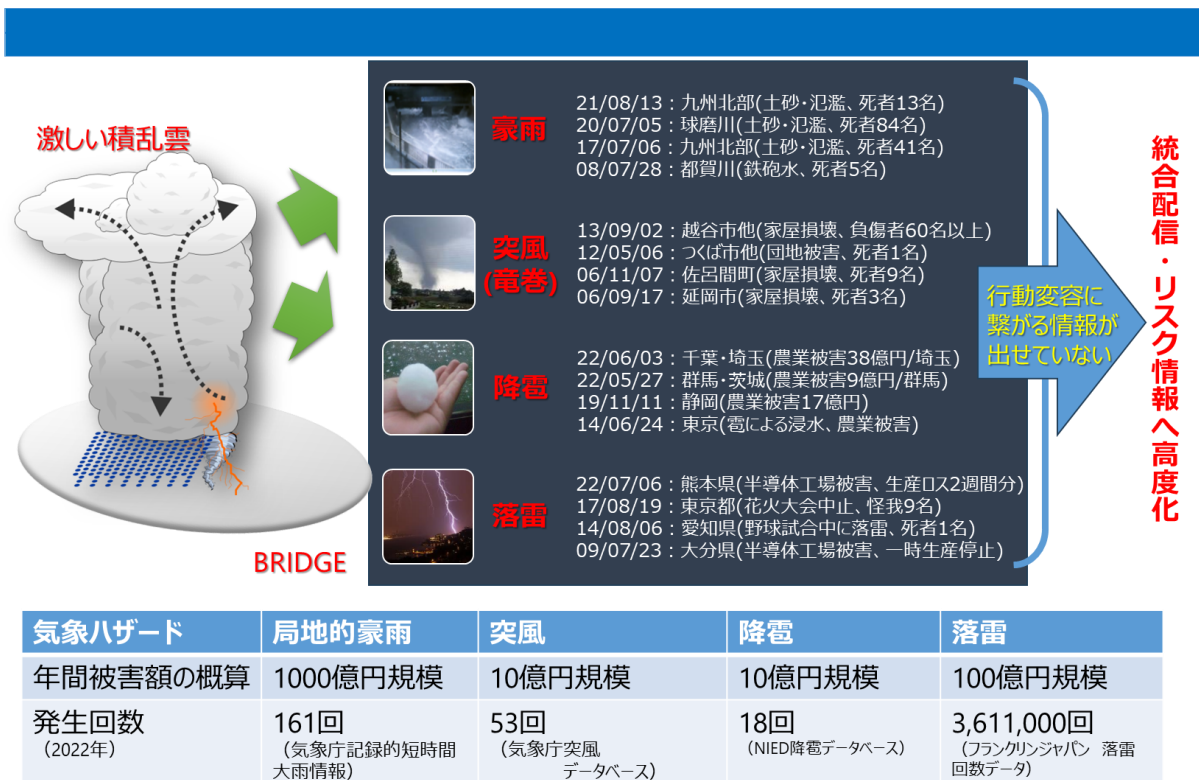 激しい積乱雲
BRIDGE
豪雨
21/08/13：九州北部(土砂・氾濫、死者13名)
20/07/05：球磨川(土砂・氾濫、死者84名)
17/07/06：九州北部(土砂・氾濫、死者41名)
08/07/28：都賀川(鉄砲水、死者5名)
突風
(竜巻)
13/09/02：越谷市他(家屋損壊、負傷者60名以上)
12/05/06：つくば市他(団地被害、死者1名)
06/11/07：佐呂間町(家屋損壊、死者9名)
06/09/17：延岡市(家屋損壊、死者3名)
降雹
22/06/03：千葉・埼玉(農業被害38億円/埼玉)
22/05/27：群馬・茨城(農業被害9億円/群馬)
19/11/11：静岡(農業被害17億円)
14/06/24：東京(雹による浸水、農業被害)
落雷
22/07/06：熊本県(半導体工場被害、生産ロス2週間分)
17/08/19：東京都(花火大会中止、怪我9名)
14/08/06：愛知県(野球試合中に落雷、死者1名)
09/07/23：大分県(半導体工場被害、一時生産停止)
行動変容に
繋がる情報が
出せていない
統合配信・リスク情報へ高度化
気象ハザード 局地的豪雨 突風 降雹 落雷
年間被害額の概算 1000億円規模 10億円規模 10億円規模 100億円規模
発生回数 161回 53回 18回 3,611,000回
（2022年） （気象庁記録的短時間 （気象庁突風 （NIED降雹データベース） （フランクリンジャパン 落雷
大雨情報） データベース） 回数データ）